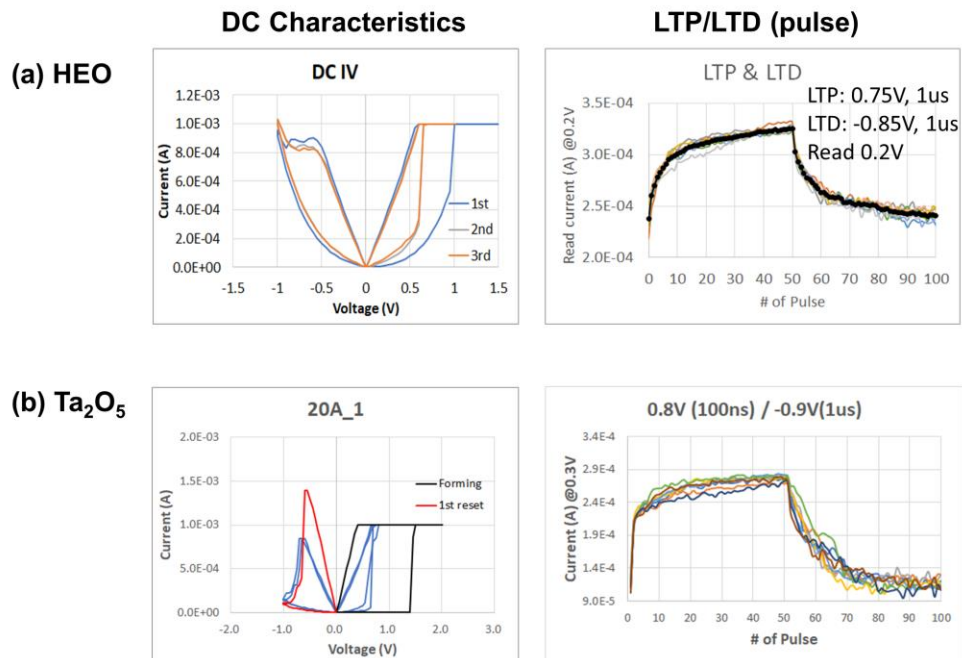 DC Characteristics
LTP/LTD (pulse)
(a) HEO
DC IV
1.2E-03
1.0E-03
8.0E-04
6.0E-04
4.0E-04
2.0E-04
0.0E+00
Current (A)
-1.5 -1 -0.5 0 0.5 1 1.5
Voltage (V)
1st
2nd
3rd
LTP & LTD
LTP: 0.75V, 1us
LTD: -0.85V, 1us
Read 0.2V
3.5E-04
3.0E-04
2.5E-04
2.0E-04
Read current (A) @0.2V
0 10 20 30 40 50 60 70 80 90 100
# of Pulse
(b) Ta₂O₅
20A_1
2.0E-03
1.5E-03
1.0E-03
5.0E-04
0.0E+00
Current (A)
-2.0 -1.0 0.0 1.0 2.0 3.0
Voltage (V)
Forming
1st reset
0.8V (100ns) / -0.9V(1us)
3.4E-4
2.9E-4
2.4E-4
1.9E-4
1.4E-4
9.0E-5
Current (A) @0.3V
0 10 20 30 40 50 60 70 80 90 100
# of Pulse